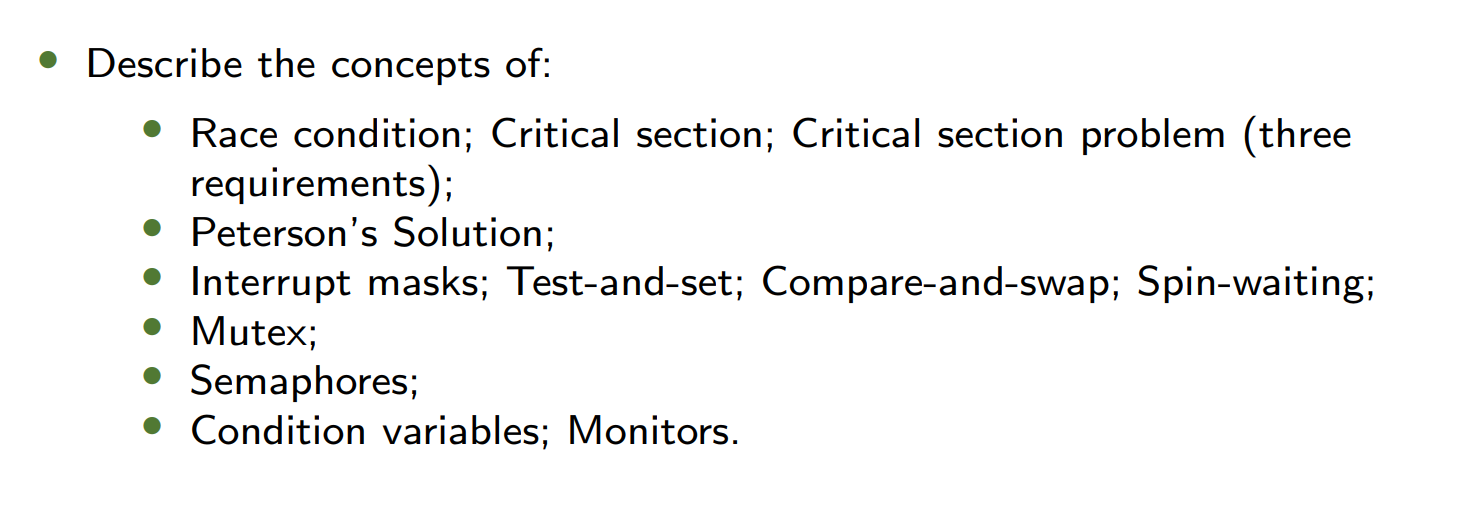 • Describe the concepts of:
• Race condition; Critical section; Critical section problem (three
requirements);
• Peterson's Solution;
• Interrupt masks; Test-and-set; Compare-and-swap; Spin-waiting;
• Mutex;
• Semaphores;
• Condition variables; Monitors.